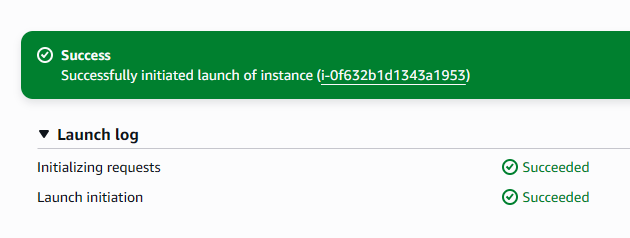 Success
Successfully initiated launch of instance (i-0f632b1d1343a1953)
Launch log
Initializing requests Succeeded
Launch initiation Succeeded